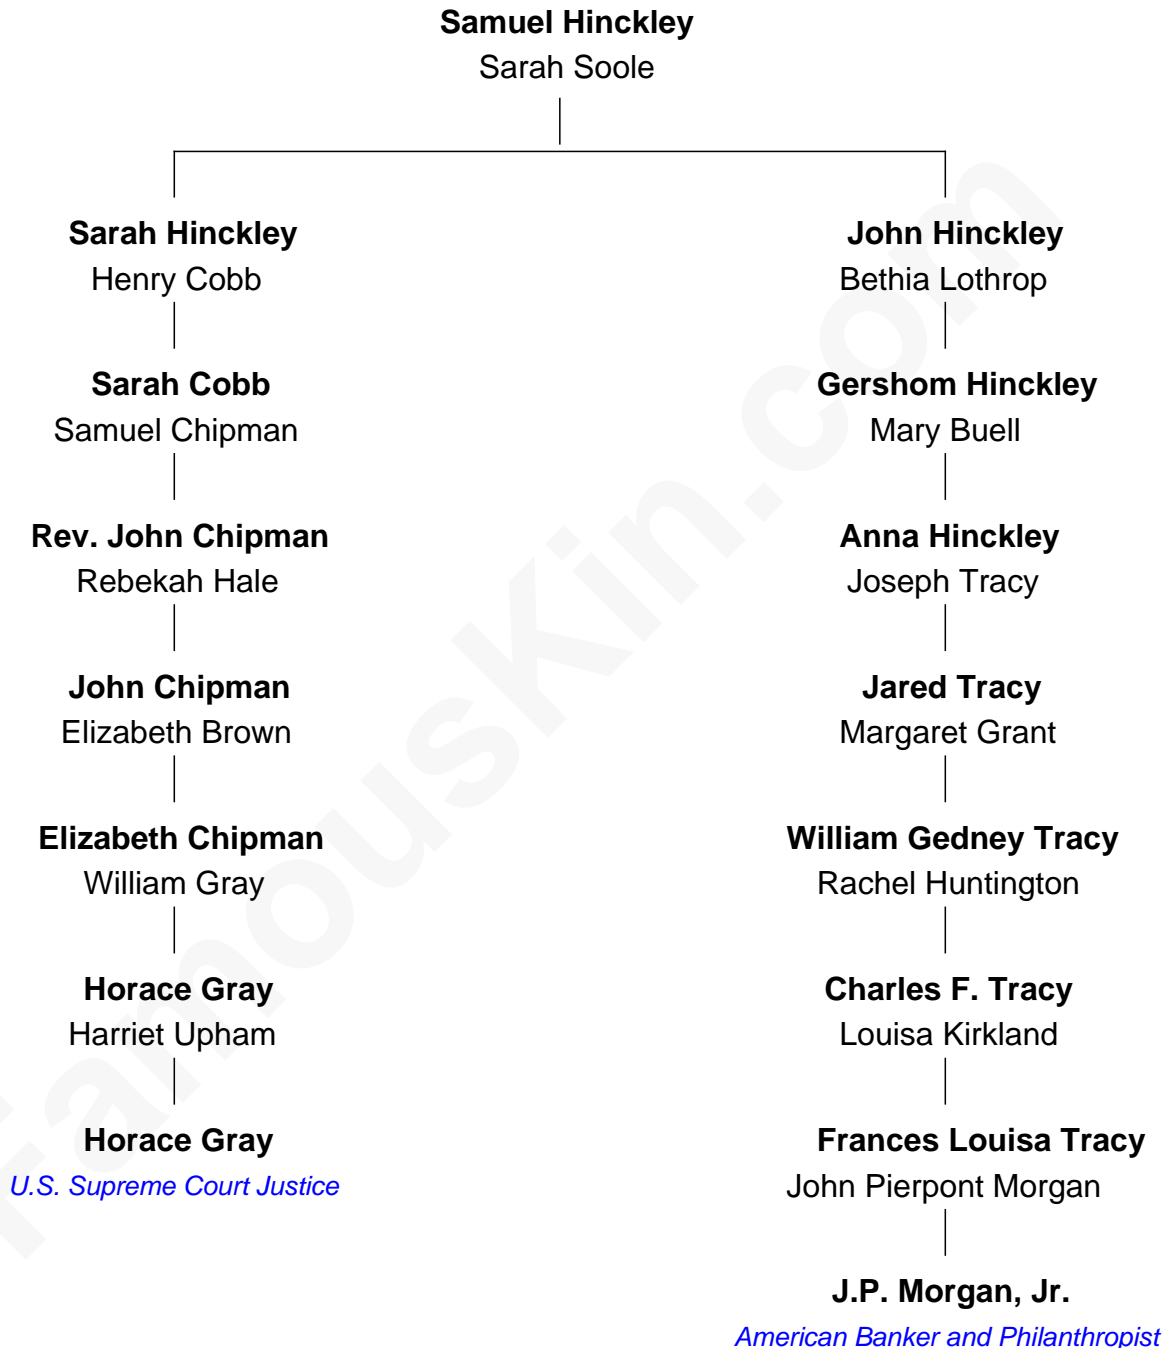 Samuel Hinckley
Sarah Soole
Sarah Hinckley
Henry Cobb
Sarah Cobb
Samuel Chipman
Rev. John Chipman
Rebekah Hale
John Chipman
Elizabeth Brown
Elizabeth Chipman
William Gray
Horace Gray
Harriet Upham
Horace Gray
U.S. Supreme Court Justice
John Hinckley
Bethia Lothrop
Gershom Hinckley
Mary Buell
Anna Hinckley
Joseph Tracy
Jared Tracy
Margaret Grant
William Gedney Tracy
Rachel Huntington
Charles F. Tracy
Louisa Kirkland
Frances Louisa Tracy
John Pierpont Morgan
J.P. Morgan, Jr.
American Banker and Philanthropist
FamousKin.com